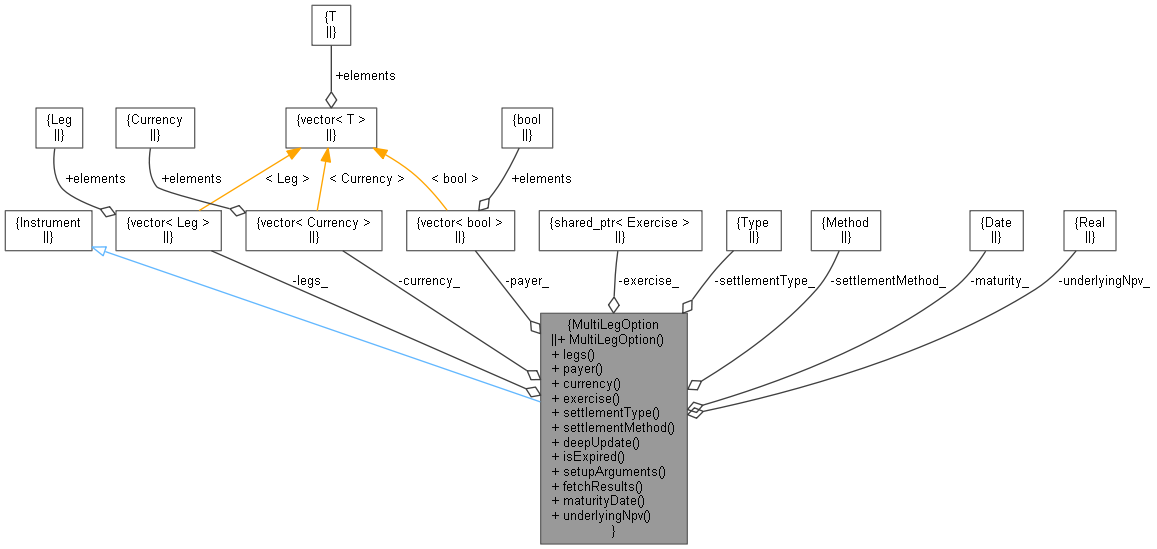 {T
||}
+elements
{Leg
||}
{Currency
||}
{vector< T >
||}
{bool
||}
+elements
+elements
< Leg >
< Currency >
< bool >
+elements
{Instrument
||}
{vector< Leg >
||}
{vector< Currency >
||}
{vector< bool >
||}
{shared_ptr< Exercise >
||}
{Type
||}
{Method
||}
{Date
||}
{Real
||}
-legs_
-currency_
-payer_
-exercise_
-settlementType_
-settlementMethod_
-maturity_
-underlyingNpv_
{MultiLegOption
||+ MultiLegOption()
+ legs()
+ payer()
+ currency()
+ exercise()
+ settlementType()
+ settlementMethod()
+ deepUpdate()
+ isExpired()
+ setupArguments()
+ fetchResults()
+ maturityDate()
+ underlyingNpv()
}